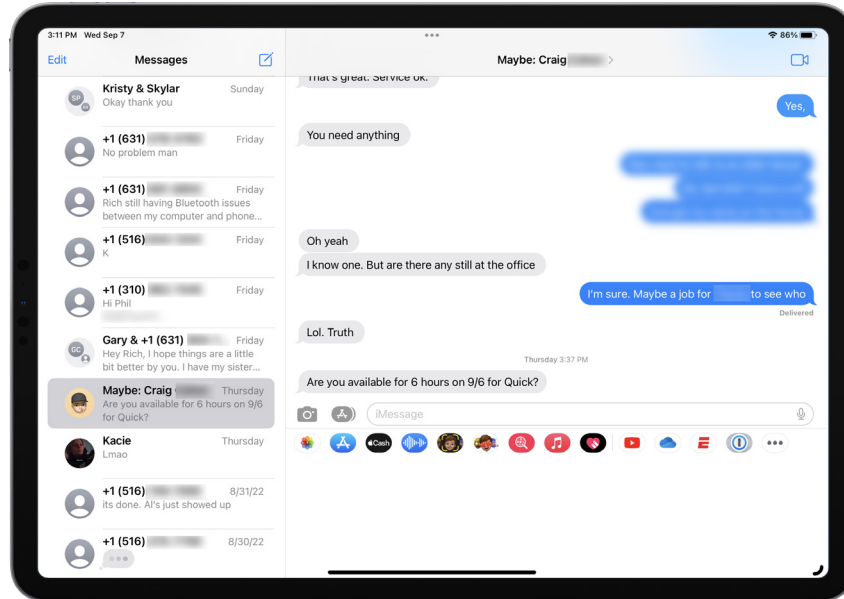 3:11 PM Wed Sep 7
86%
Edit
Messages
Kristy & Skylar Sunday
SP
Okay thank you
+1 (631) Friday
No problem man
+1 (631) Friday
Rich still having Bluetooth issues
between my computer and phone...
+1 (516) Friday
K
+1 (310) Friday
Hi Phil
Gary & +1 (631) Friday
GC
Hey Rich, I hope things are a little
bit better by you. I have my sister...
Maybe: Craig Thursday
Are you available for 6 hours on 9/6
for Quick?
Kacie Thursday
Lmao
+1 (516) 8/31/22
its done. Al's just showed up
+1 (516) 8/30/22
Maybe: Craig
That's great. Service ok.
Yes,
You need anything
Oh yeah
I know one. But are there any still at the office
I'm sure. Maybe a job for to see who
Delivered
Lol. Truth
Thursday 3:37 PM
Are you available for 6 hours on 9/6 for Quick?
iMessage
Cash